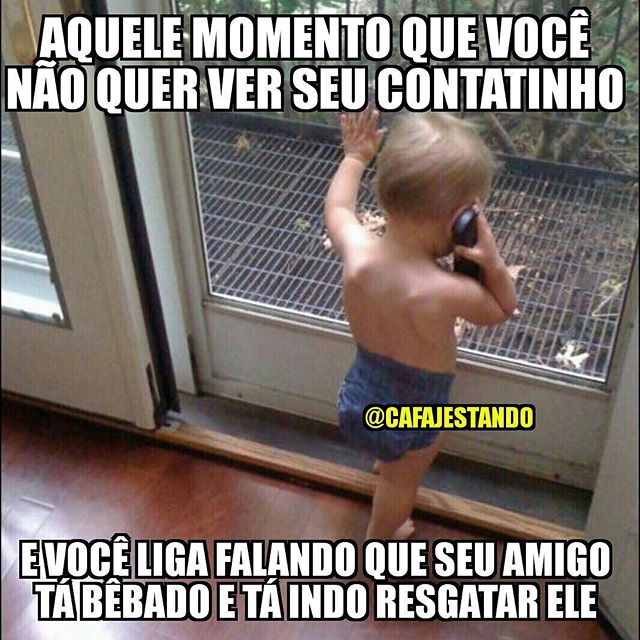 AQUELE MOMENTO QUE VOCÊ
NÃO QUER VER SEU CONTATINHO
@CAFAJESTANDO
E VOCÊ LIGA FALANDO QUE SEU AMIGO
TÁ BÊBADO E TÁ INDO RESGATAR ELE